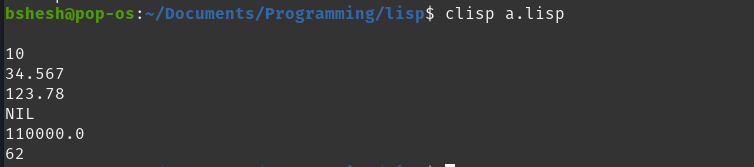 bshesh@pop-os:~/Documents/Programming/lisp$ clisp a.lisp
10
34.567
123.78
NIL
110000.0
62